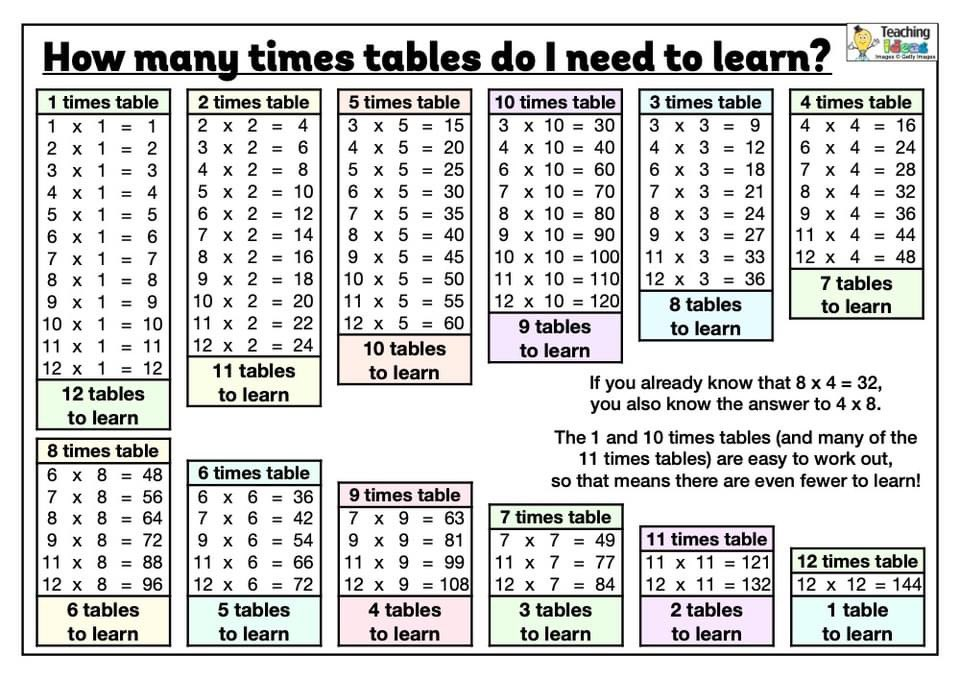 How many times tables do I need to learn?
Teaching
ideas
Images © Getty Images
1 times table
1 x 1 = 1
2 x 1 = 2
3 x 1 = 3
4 x 1 = 4
5 x 1 = 5
6 x 1 = 6
7 x 1 = 7
8 x 1 = 8
9 x 1 = 9
10 x 1 = 10
11 x 1 = 11
12 x 1 = 12
12 tables
to learn
2 times table
2 x 2 = 4
3 x 2 = 6
4 x 2 = 8
5 x 2 = 10
6 x 2 = 12
7 x 2 = 14
8 x 2 = 16
9 x 2 = 18
10 x 2 = 20
11 x 2 = 22
12 x 2 = 24
11 tables
to learn
5 times table
3 x 5 = 15
4 x 5 = 20
5 x 5 = 25
6 x 5 = 30
7 x 5 = 35
8 x 5 = 40
9 x 5 = 45
10 x 5 = 50
11 x 5 = 55
12 x 5 = 60
10 tables
to learn
10 times table
3 x 10 = 30
4 x 10 = 40
6 x 10 = 60
7 x 10 = 70
8 x 10 = 80
9 x 10 = 90
10 x 10 = 100
11 x 10 = 110
12 x 10 = 120
9 tables
to learn
3 times table
3 x 3 = 9
4 x 3 = 12
6 x 3 = 18
7 x 3 = 21
8 x 3 = 24
9 x 3 = 27
11 x 3 = 33
12 x 3 = 36
8 tables
to learn
4 times table
4 x 4 = 16
6 x 4 = 24
7 x 4 = 28
8 x 4 = 32
9 x 4 = 36
11 x 4 = 44
12 x 4 = 48
7 tables
to learn
If you already know that 8 x 4 = 32,
you also know the answer to 4 x 8.
The 1 and 10 times tables (and many of the
11 times tables) are easy to work out,
so that means there are even fewer to learn!
8 times table
6 x 8 = 48
7 x 8 = 56
8 x 8 = 64
9 x 8 = 72
11 x 8 = 88
12 x 8 = 96
6 tables
to learn
6 times table
6 x 6 = 36
7 x 6 = 42
9 x 6 = 54
11 x 6 = 66
12 x 6 = 72
5 tables
to learn
9 times table
7 x 9 = 63
9 x 9 = 81
11 x 9 = 99
12 x 9 = 108
4 tables
to learn
7 times table
7 x 7 = 49
11 x 7 = 77
12 x 7 = 84
3 tables
to learn
11 times table
11 x 11 = 121
12 x 11 = 132
2 tables
to learn
12 times table
12 x 12 = 144
1 table
to learn